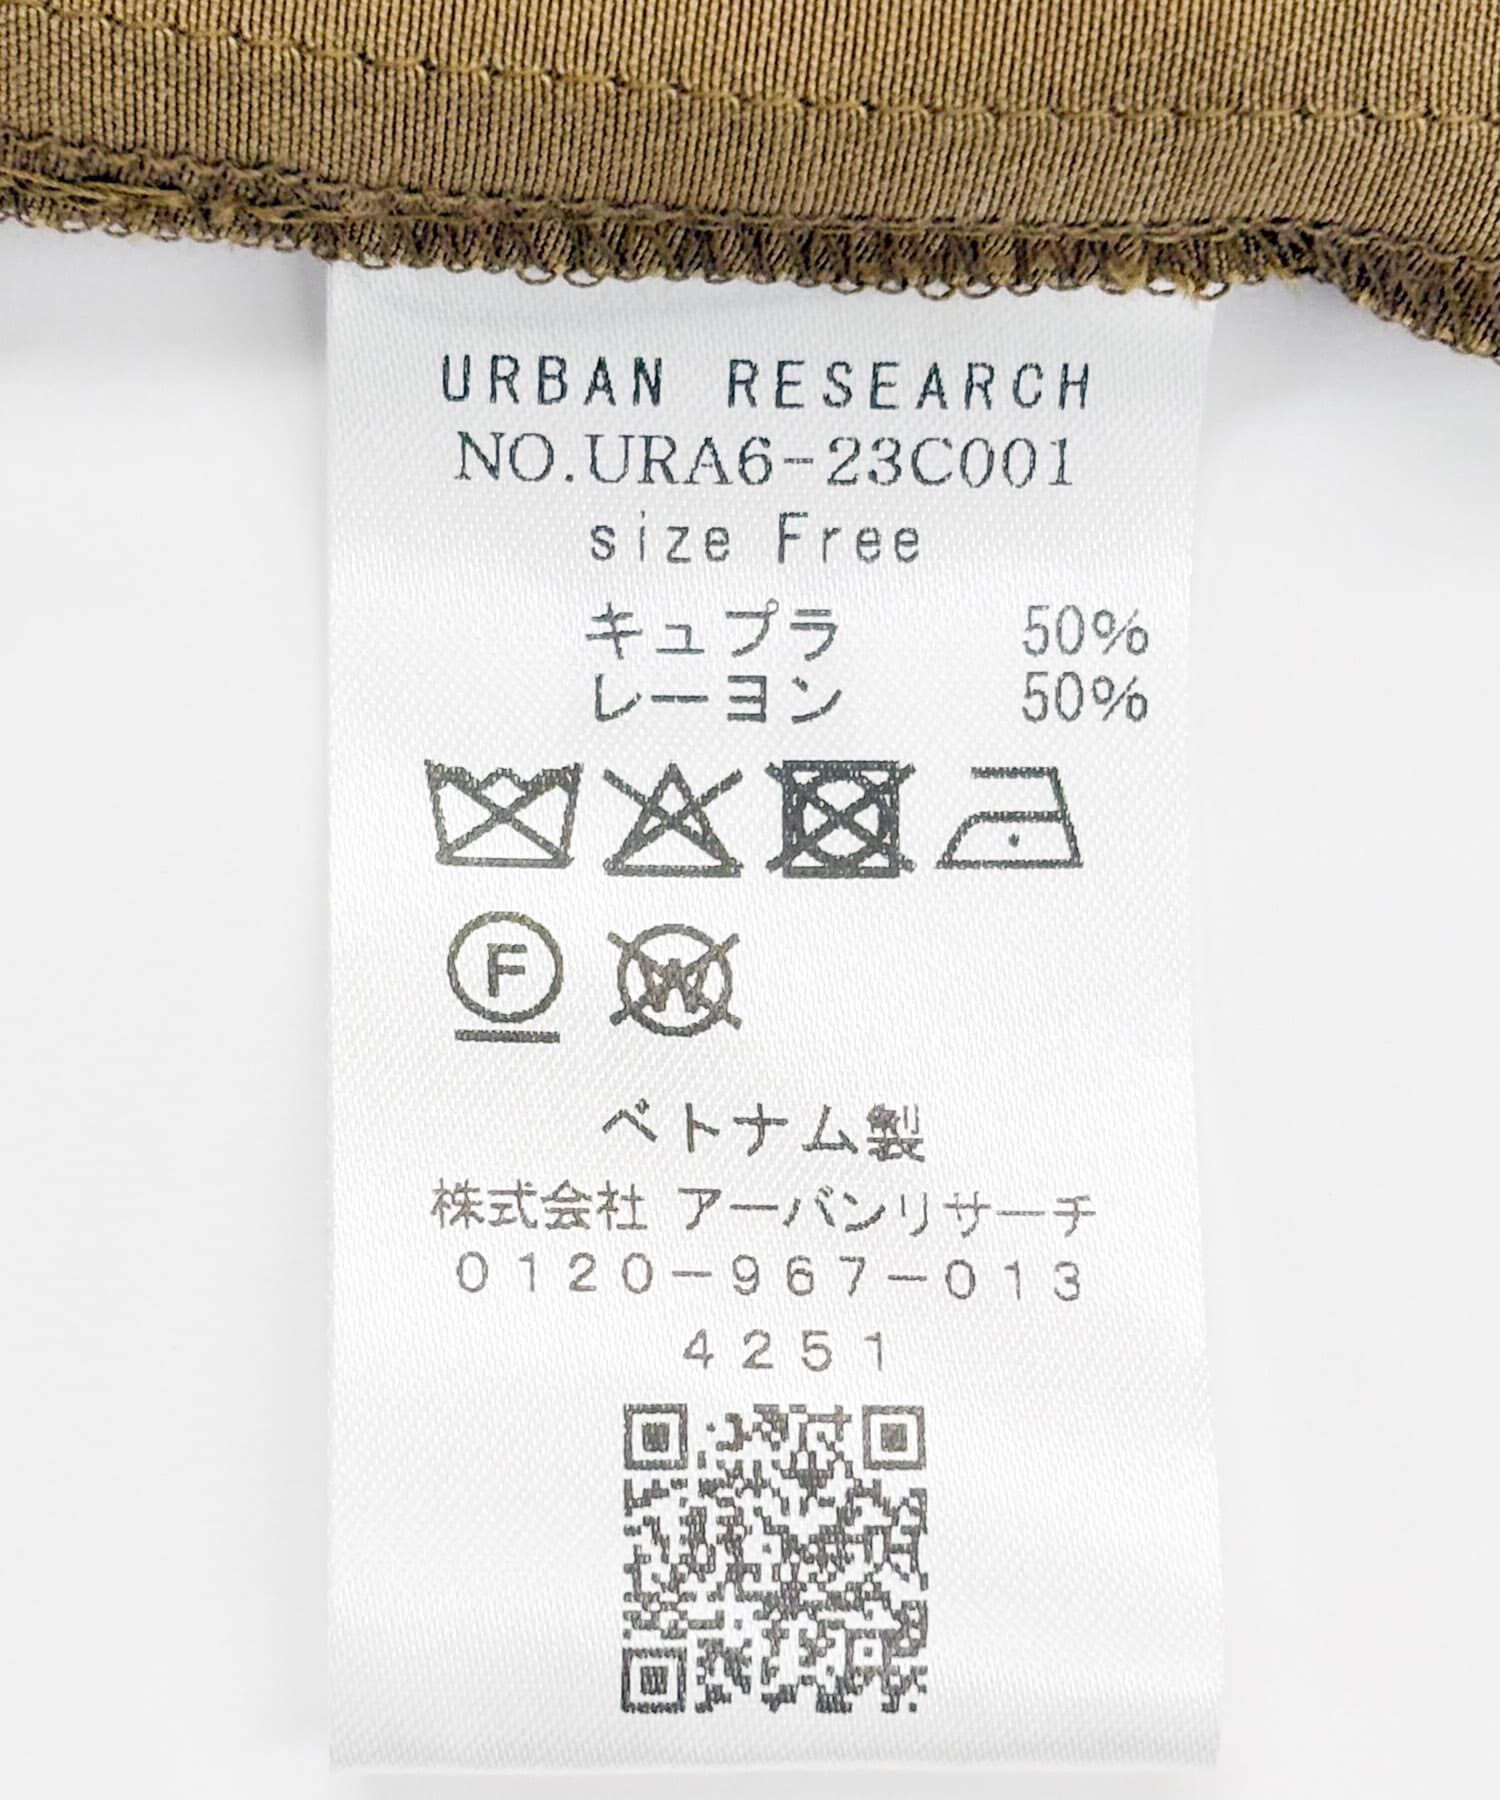 URBAN RESEARCH
NO.URA6-23C001
size Free
キュプラ 50%
レーヨン 50%
F W
ベトナム製
株式会社 アーバンリサーチ
0120-967-013
4251